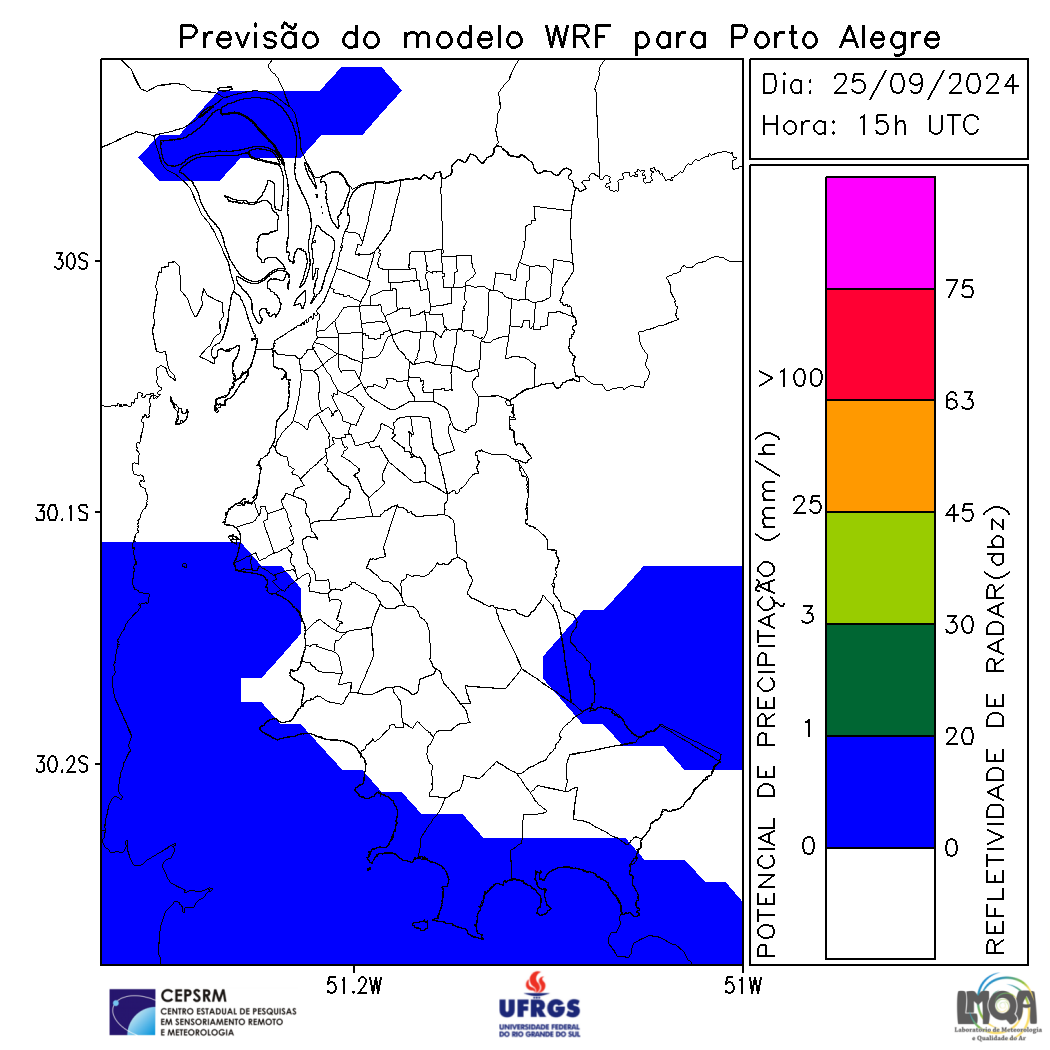 Previsão do modelo WRF para Porto Alegre
Dia: 25/09/2024
Hora: 15h UTC
30S
30.1S
30.2S
51.2W
51W
POTENCIAL DE PRECIPITAÇÃO (mm/h)
>100
25
3
1
0
75
63
45
30
20
0
REFLETIVIDADE DE RADAR(dbz)
CEPSRM
CENTRO ESTADUAL DE PESQUISAS
EM SENSORIAMENTO REMOTO
E METEOROLOGIA
UFRGS
UNIVERSIDADE FEDERAL
DO RIO GRANDE DO SUL
LMQA
Laboratório de Meteorologia
e Qualidade do Ar